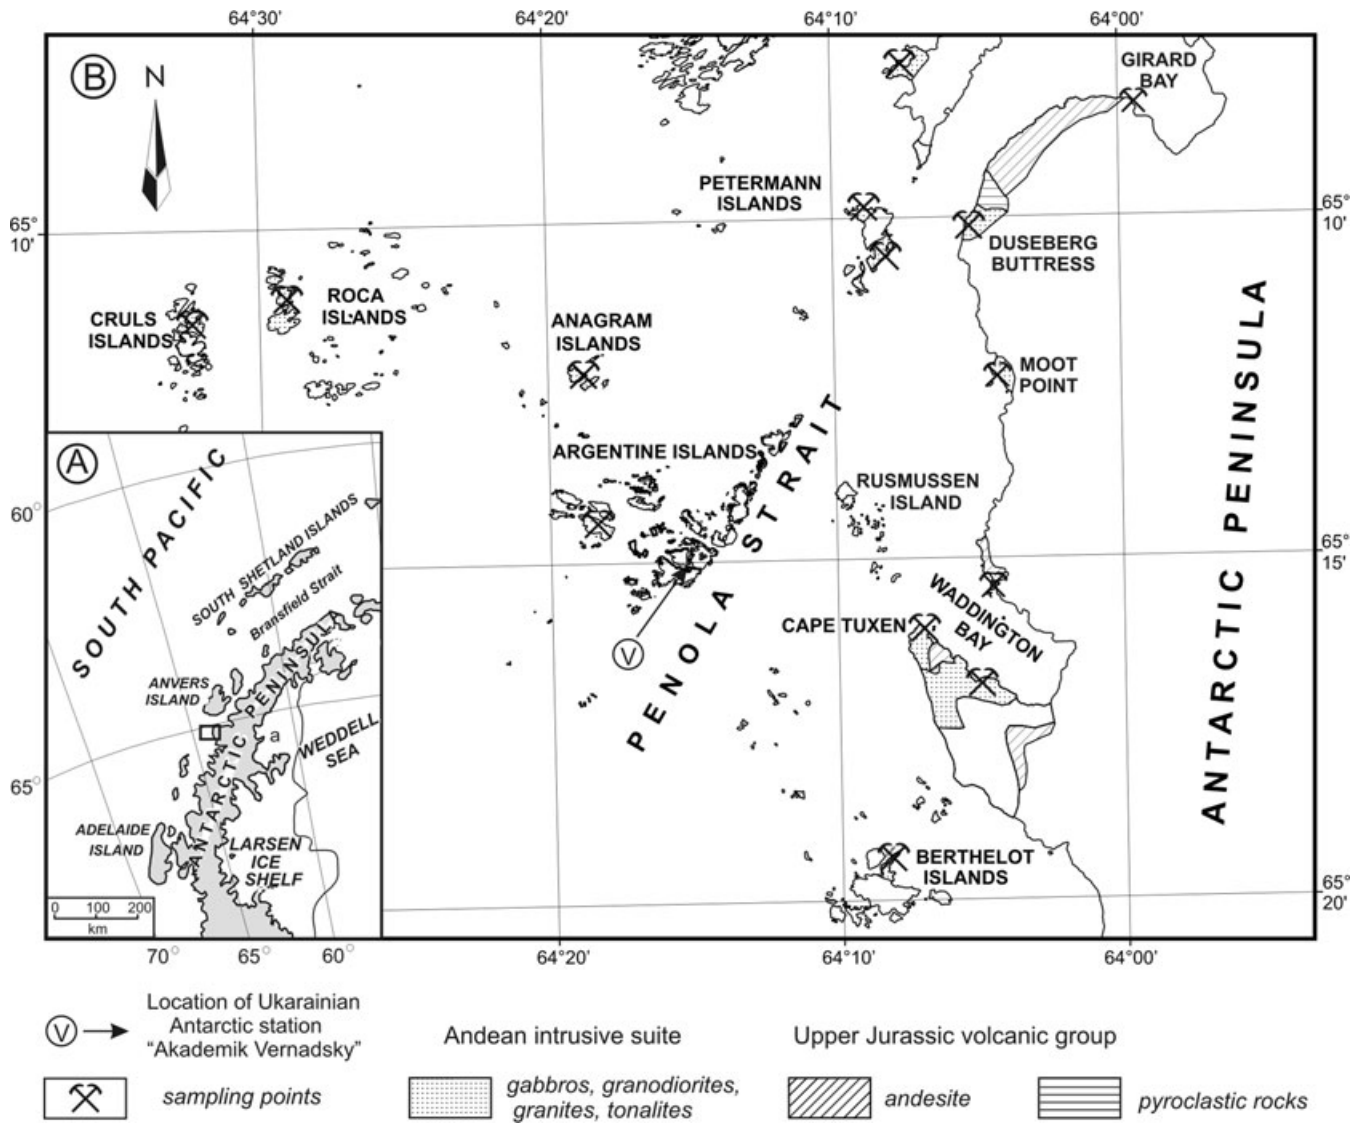 64°30'
64°20'
64°10'
64°00'
B
N
GIRARD
BAY
PETERMANN
ISLANDS
65°
10'
65°
10'
DUSEBERG
BUTTRESS
ROCA
ISLANDS
CRULS
ISLANDS
ANAGRAM
ISLANDS
MOOT
POINT
ANTARCTIC PENINSULA
PENOLA STRAIT
ARGENTINE ISLANDS
RUSMUSSEN
ISLAND
65°
15'
WADDINGTON
BAY
CAPE TUXEN
V
BERTHELOT
ISLANDS
65°
20'
A
SOUTH PACIFIC
60°
SOUTH SHETLAND ISLANDS
Bransfield Strait
ANVERS
ISLAND
ANTARCTIC PENINSULA
a
WEDDELL
SEA
65°
ADELAIDE
ISLAND
LARSEN
ICE
SHELF
0 100 200
km
70° 65° 60°
64°20'
64°10'
64°00'
V
Location of Ukarainian
Antarctic station
“Akademik Vernadsky”
Andean intrusive suite
Upper Jurassic volcanic group
sampling points
gabbros, granodiorites,
granites, tonalites
andesite
pyroclastic rocks